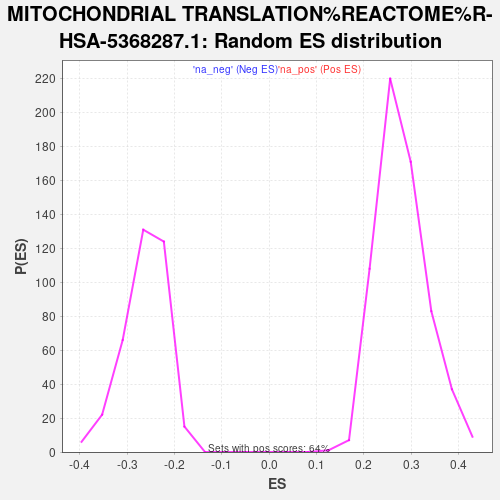 MITOCHONDRIAL TRANSLATION%REACTOME%R-
HSA-5368287.1: Random ES distribution
'na_neg' (Neg ES)'na_pos' (Pos ES)
P(ES)
220
200
180
160
140
120
100
80
60
40
20
0
Sets with pos scores: 64%
-0.4 -0.3 -0.2 -0.1 0.0 0.1 0.2 0.3 0.4
ES